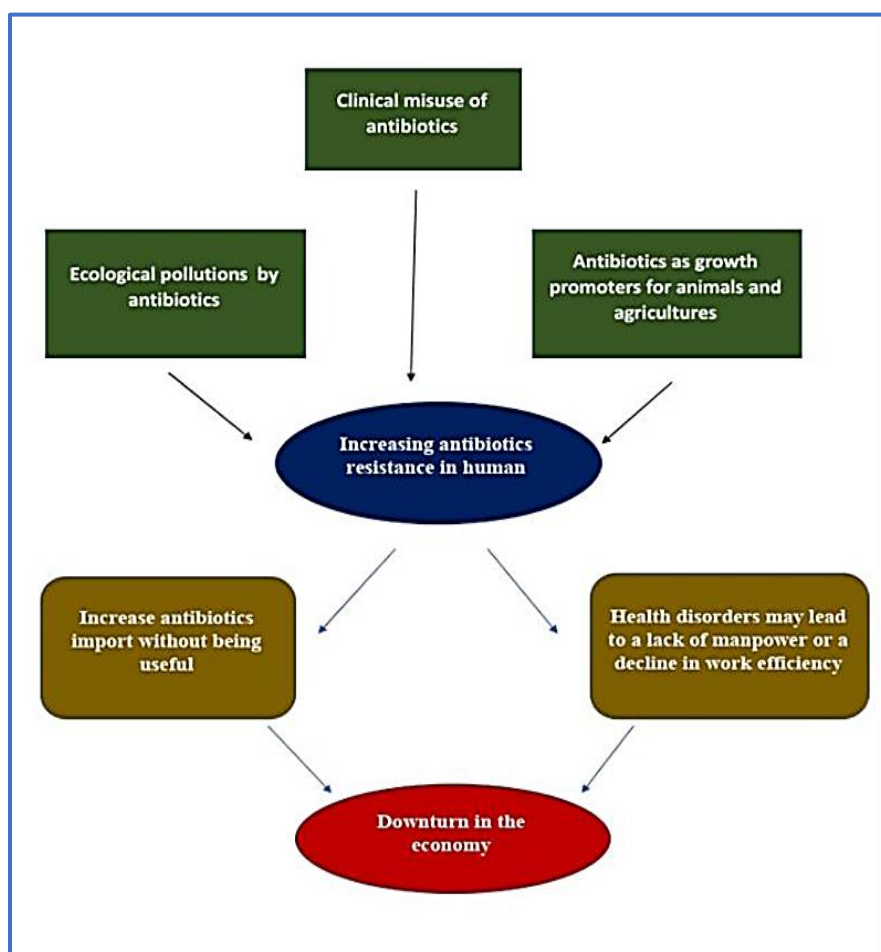 Clinical misuse of
antibiotics
Ecological pollutions by
antibiotics
Antibiotics as growth
promoters for animals and
agricultures
Increasing antibiotics
resistance in human
Increase antibiotics
import without being
useful
Health disorders may lead
to a lack of manpower or a
decline in work efficiency
Downturn in the
economy